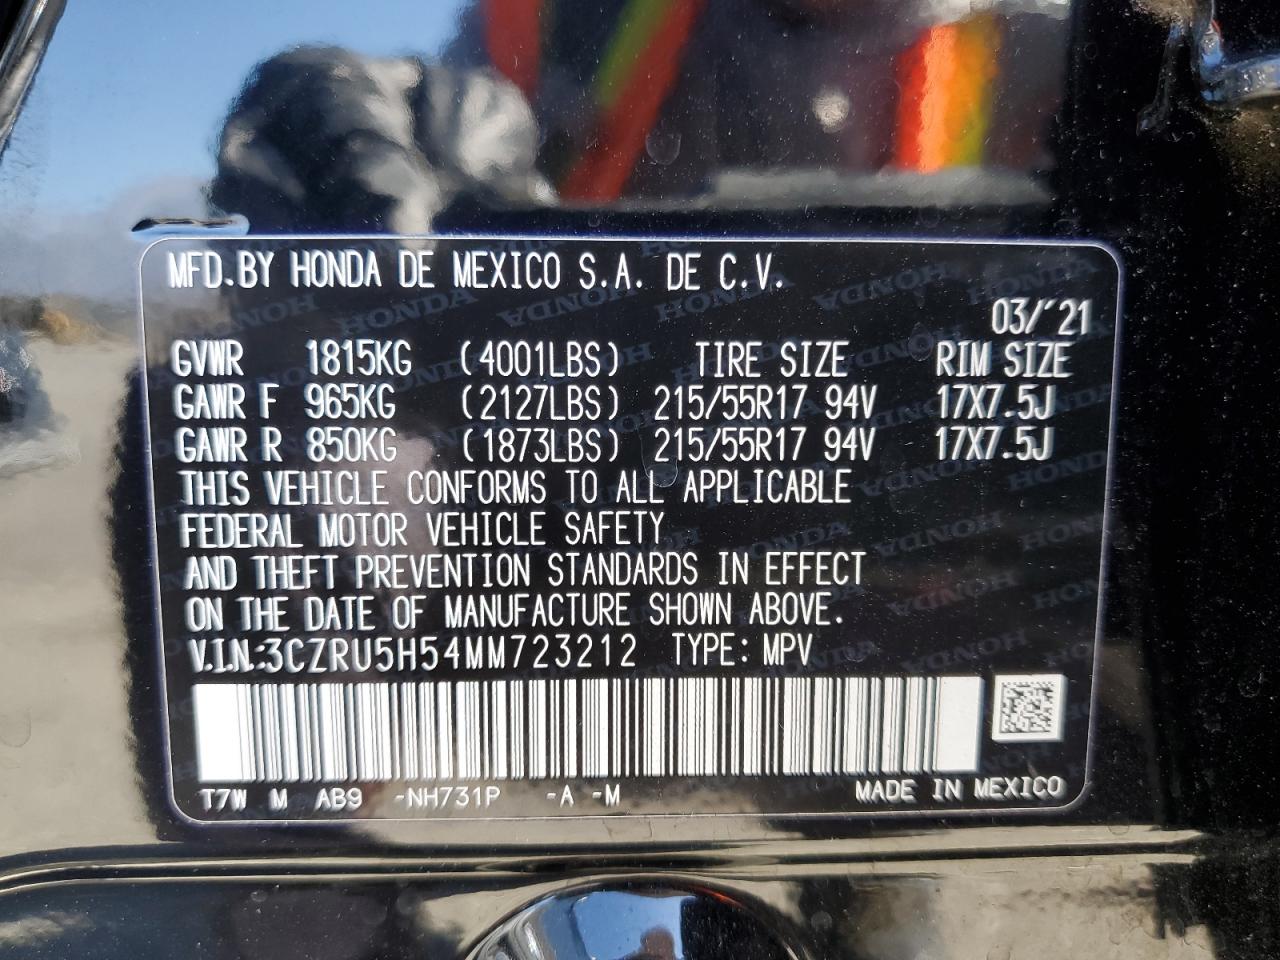 MFD.BY HONDA DE MEXICO S.A. DE C.V.
03/'21
GVWR 1815KG (4001LBS) TIRE SIZE RIM SIZE
GAWR F 965KG (2127LBS) 215/55R17 94V 17X7.5J
GAWR R 850KG (1873LBS) 215/55R17 94V 17X7.5J
THIS VEHICLE CONFORMS TO ALL APPLICABLE
FEDERAL MOTOR VEHICLE SAFETY
AND THEFT PREVENTION STANDARDS IN EFFECT
ON THE DATE OF MANUFACTURE SHOWN ABOVE.
V.I.N.:3CZRU5H54MM723212 TYPE: MPV
T7W M AB9 -NH731P -A -M MADE IN MEXICO